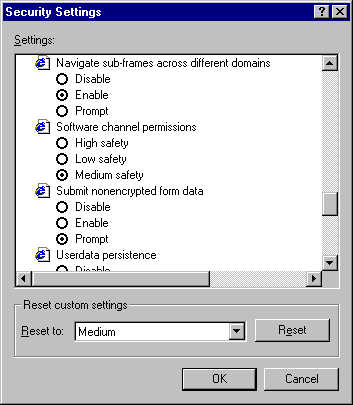 Security Settings
Settings:
Navigate sub-frames across different domains
Disable
Enable
Prompt
Software channel permissions
High safety
Low safety
Medium safety
Submit nonencrypted form data
Disable
Enable
Prompt
Userdata persistence
Disable
Reset custom settings
Reset to:
Medium
Reset
OK
Cancel